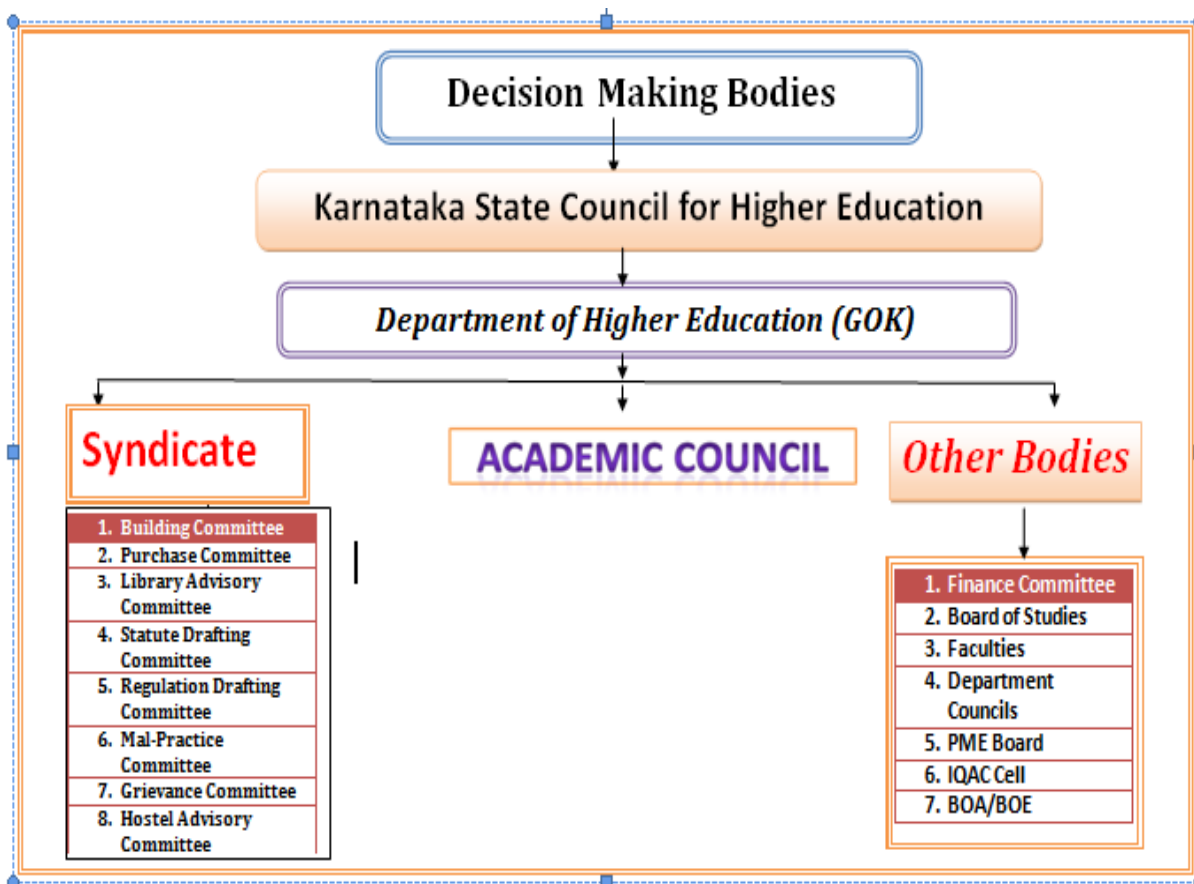 Decision Making Bodies
Karnataka State Council for Higher Education
Department of Higher Education (GOK)
Syndicate
1. Building Committee
2. Purchase Committee
3. Library Advisory
Committee
4. Statute Drafting
Committee
5. Regulation Drafting
Committee
6. Mal-Practice
Committee
7. Grievance Committee
8. Hostel Advisory
Committee
ACADEMIC COUNCIL
Other Bodies
1. Finance Committee
2. Board of Studies
3. Faculties
4. Department
Councils
5. PME Board
6. IQAC Cell
7. BOA/BOE